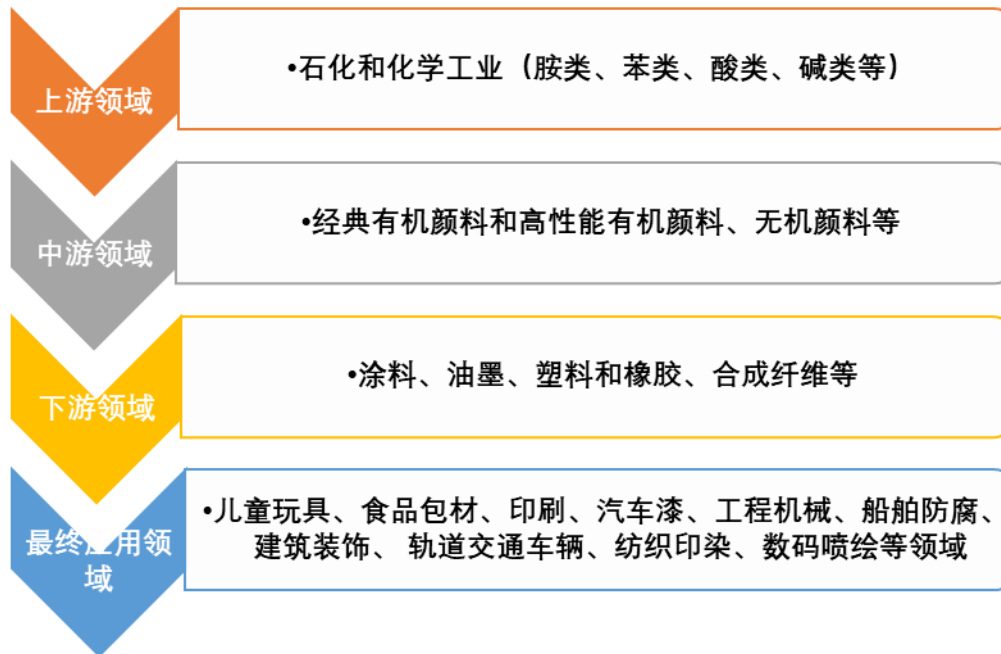 上游领域
•石化和化学工业（胺类、苯类、酸类、碱类等）
中游领域
•经典有机颜料和高性能有机颜料、无机颜料等
下游领域
•涂料、油墨、塑料和橡胶、合成纤维等
最终应用领
域
•儿童玩具、食品包材、印刷、汽车漆、工程机械、船舶防腐、
建筑装饰、 轨道交通车辆、纺织印染、数码喷绘等领域